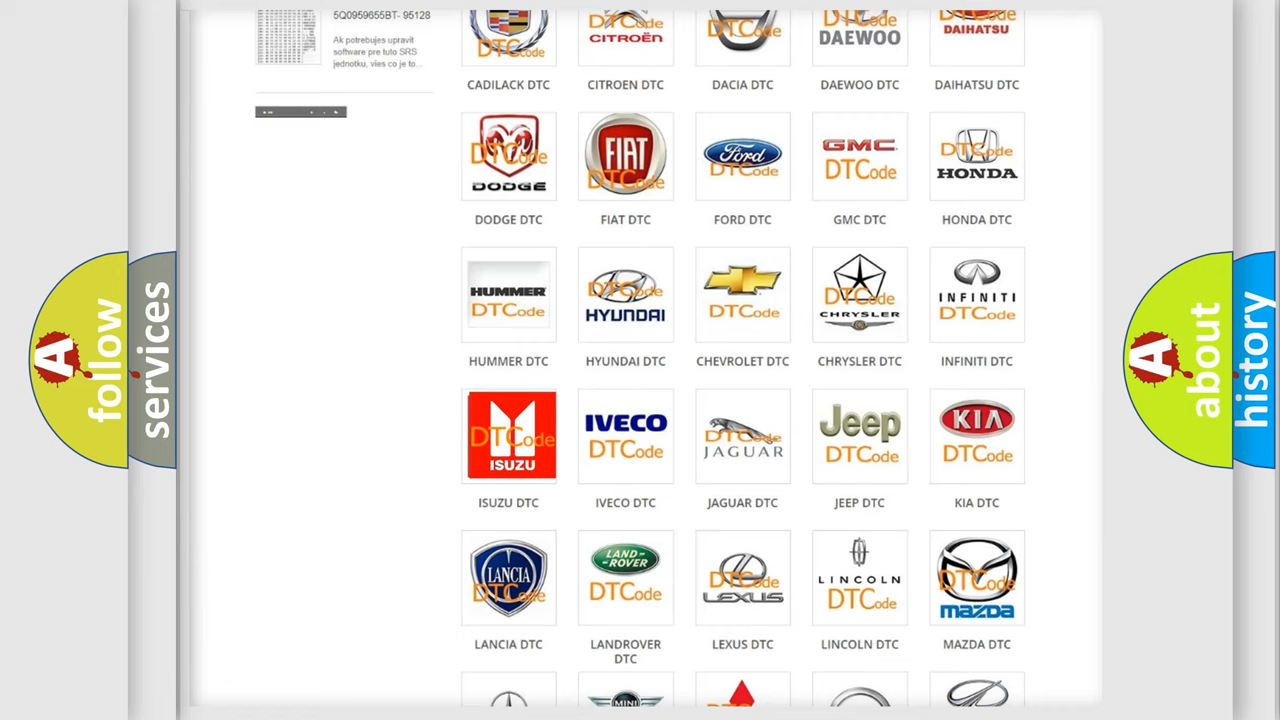 5Q0959655BT- 95128
Ak potrebujes upravit
software pre tuto SRS
jednotku, vies co je to...
DTCode
DTCode
CITROËN
DTCode
DAEWOO
DTCode
DAIHATSU
CADILACK DTC
CITROEN DTC
DACIA DTC
DAEWOO DTC
DAIHATSU DTC
DTCode
DODGE
FIAT
DTCode
Ford
DTCode
GMC
DTCode
DTCode
HONDA
DODGE DTC
FIAT DTC
FORD DTC
GMC DTC
HONDA DTC
HUMMER
DTCode
DTCode
HYUNDAI
DTCode
DTCode
CHRYSLER
INFINITI
DTCode
HUMMER DTC
HYUNDAI DTC
CHEVROLET DTC
CHRYSLER DTC
INFINITI DTC
DTCode
ISUZU
IVECO
DTCode
DTCode
JAGUAR
Jeep
DTCode
KIA
DTCode
ISUZU DTC
IVECO DTC
JAGUAR DTC
JEEP DTC
KIA DTC
LANCIA
DTCode
LAND-
ROVER
DTCode
DTCode
LEXUS
LINCOLN
DTCode
DTCode
mazda
LANCIA DTC
LANDROVER
DTC
LEXUS DTC
LINCOLN DTC
MAZDA DTC
MINI
A
follow
services
A
about
history